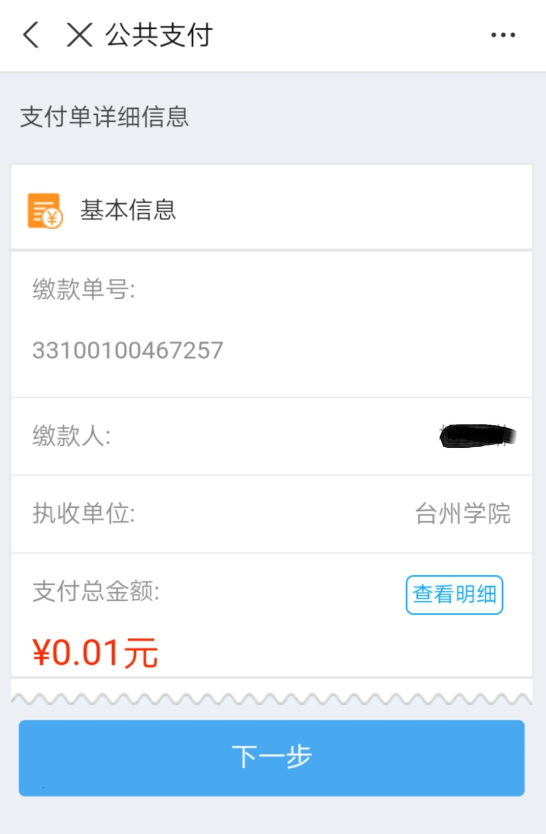 公共支付
支付单详细信息
基本信息
缴款单号:
33100100467257
缴款人:
执收单位: 台州学院
支付总金额: 查看明细
¥0.01元
下一步